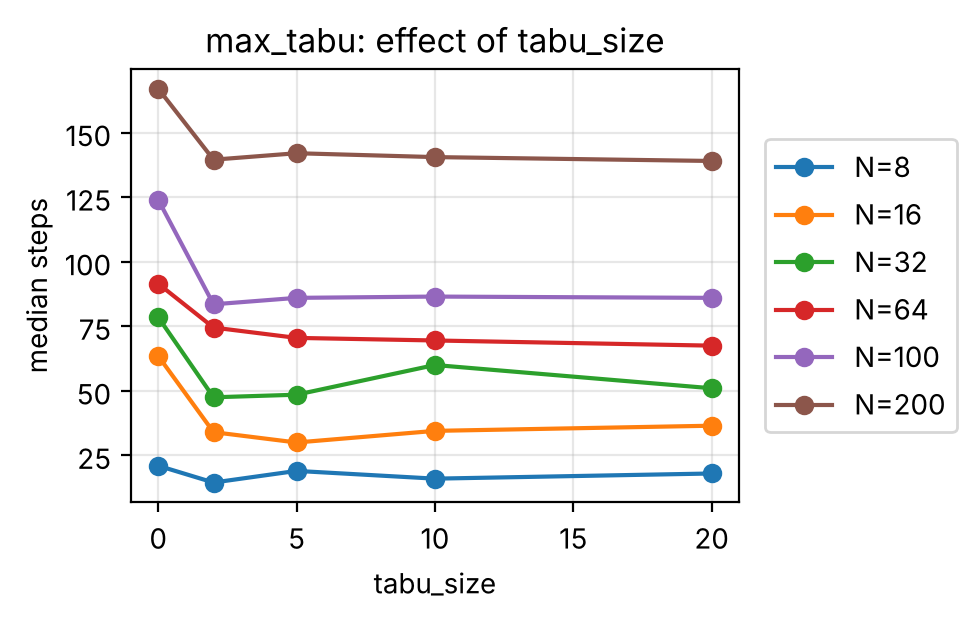 max_tabu: effect of tabu_size
median steps
150
125
100
75
50
25
0 5 10 15 20
tabu_size
N=8
N=16
N=32
N=64
N=100
N=200